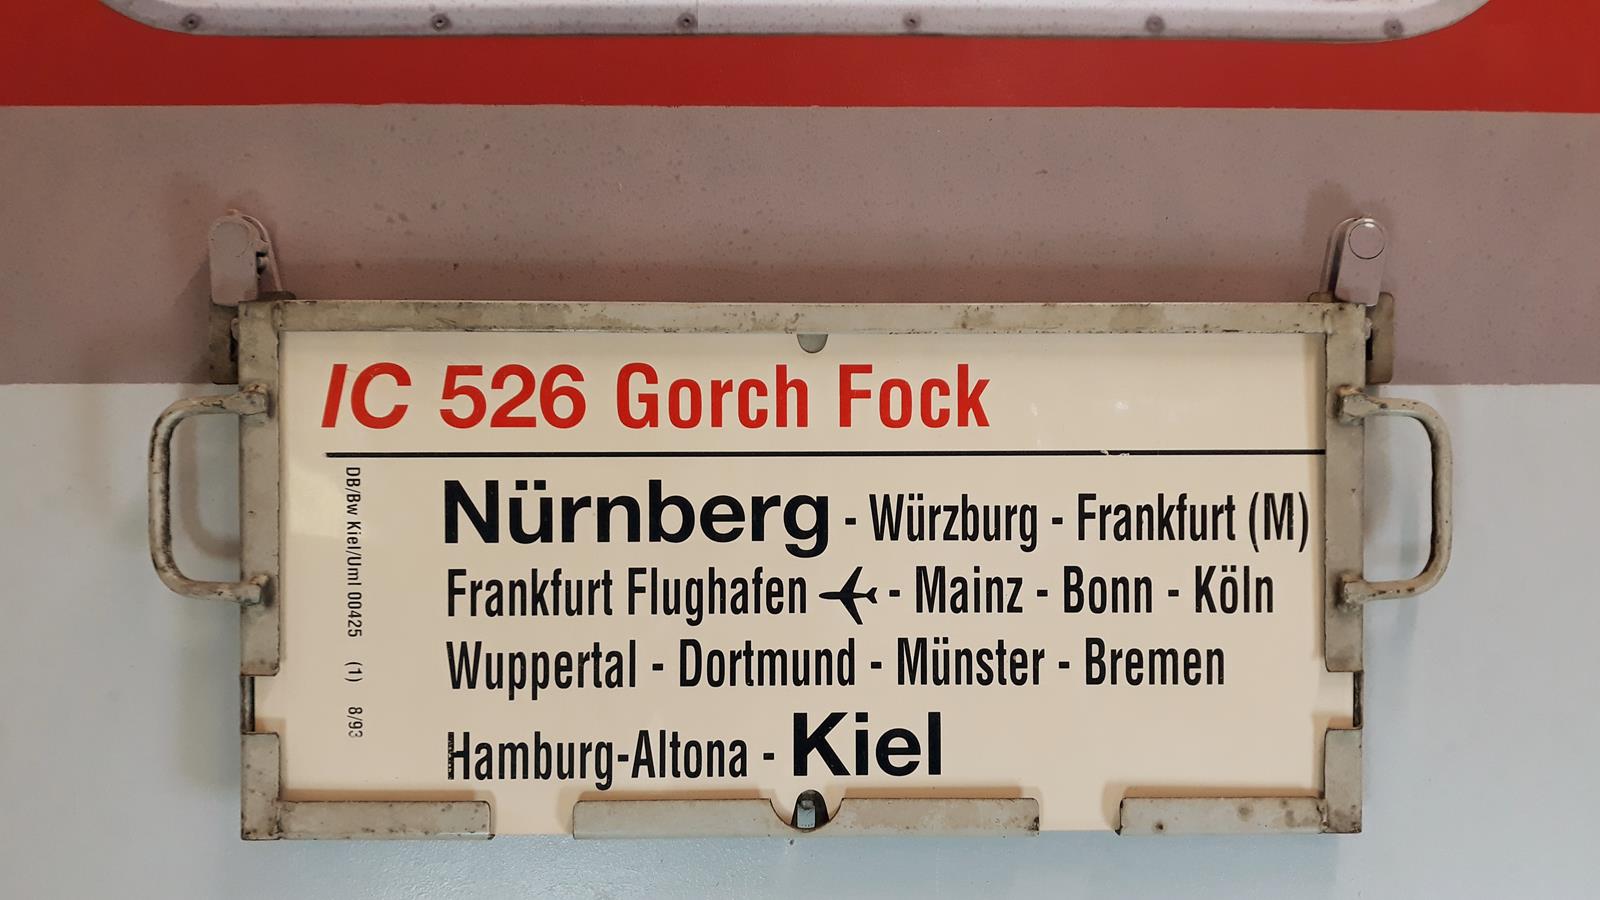 IC 526 Gorch Fock
DB/Bw Kiel/Uml 00425 (1) 8/93
Nürnberg - Würzburg - Frankfurt (M)
Frankfurt Flughafen - Mainz - Bonn - Köln
Wuppertal - Dortmund - Münster - Bremen
Hamburg-Altona - Kiel